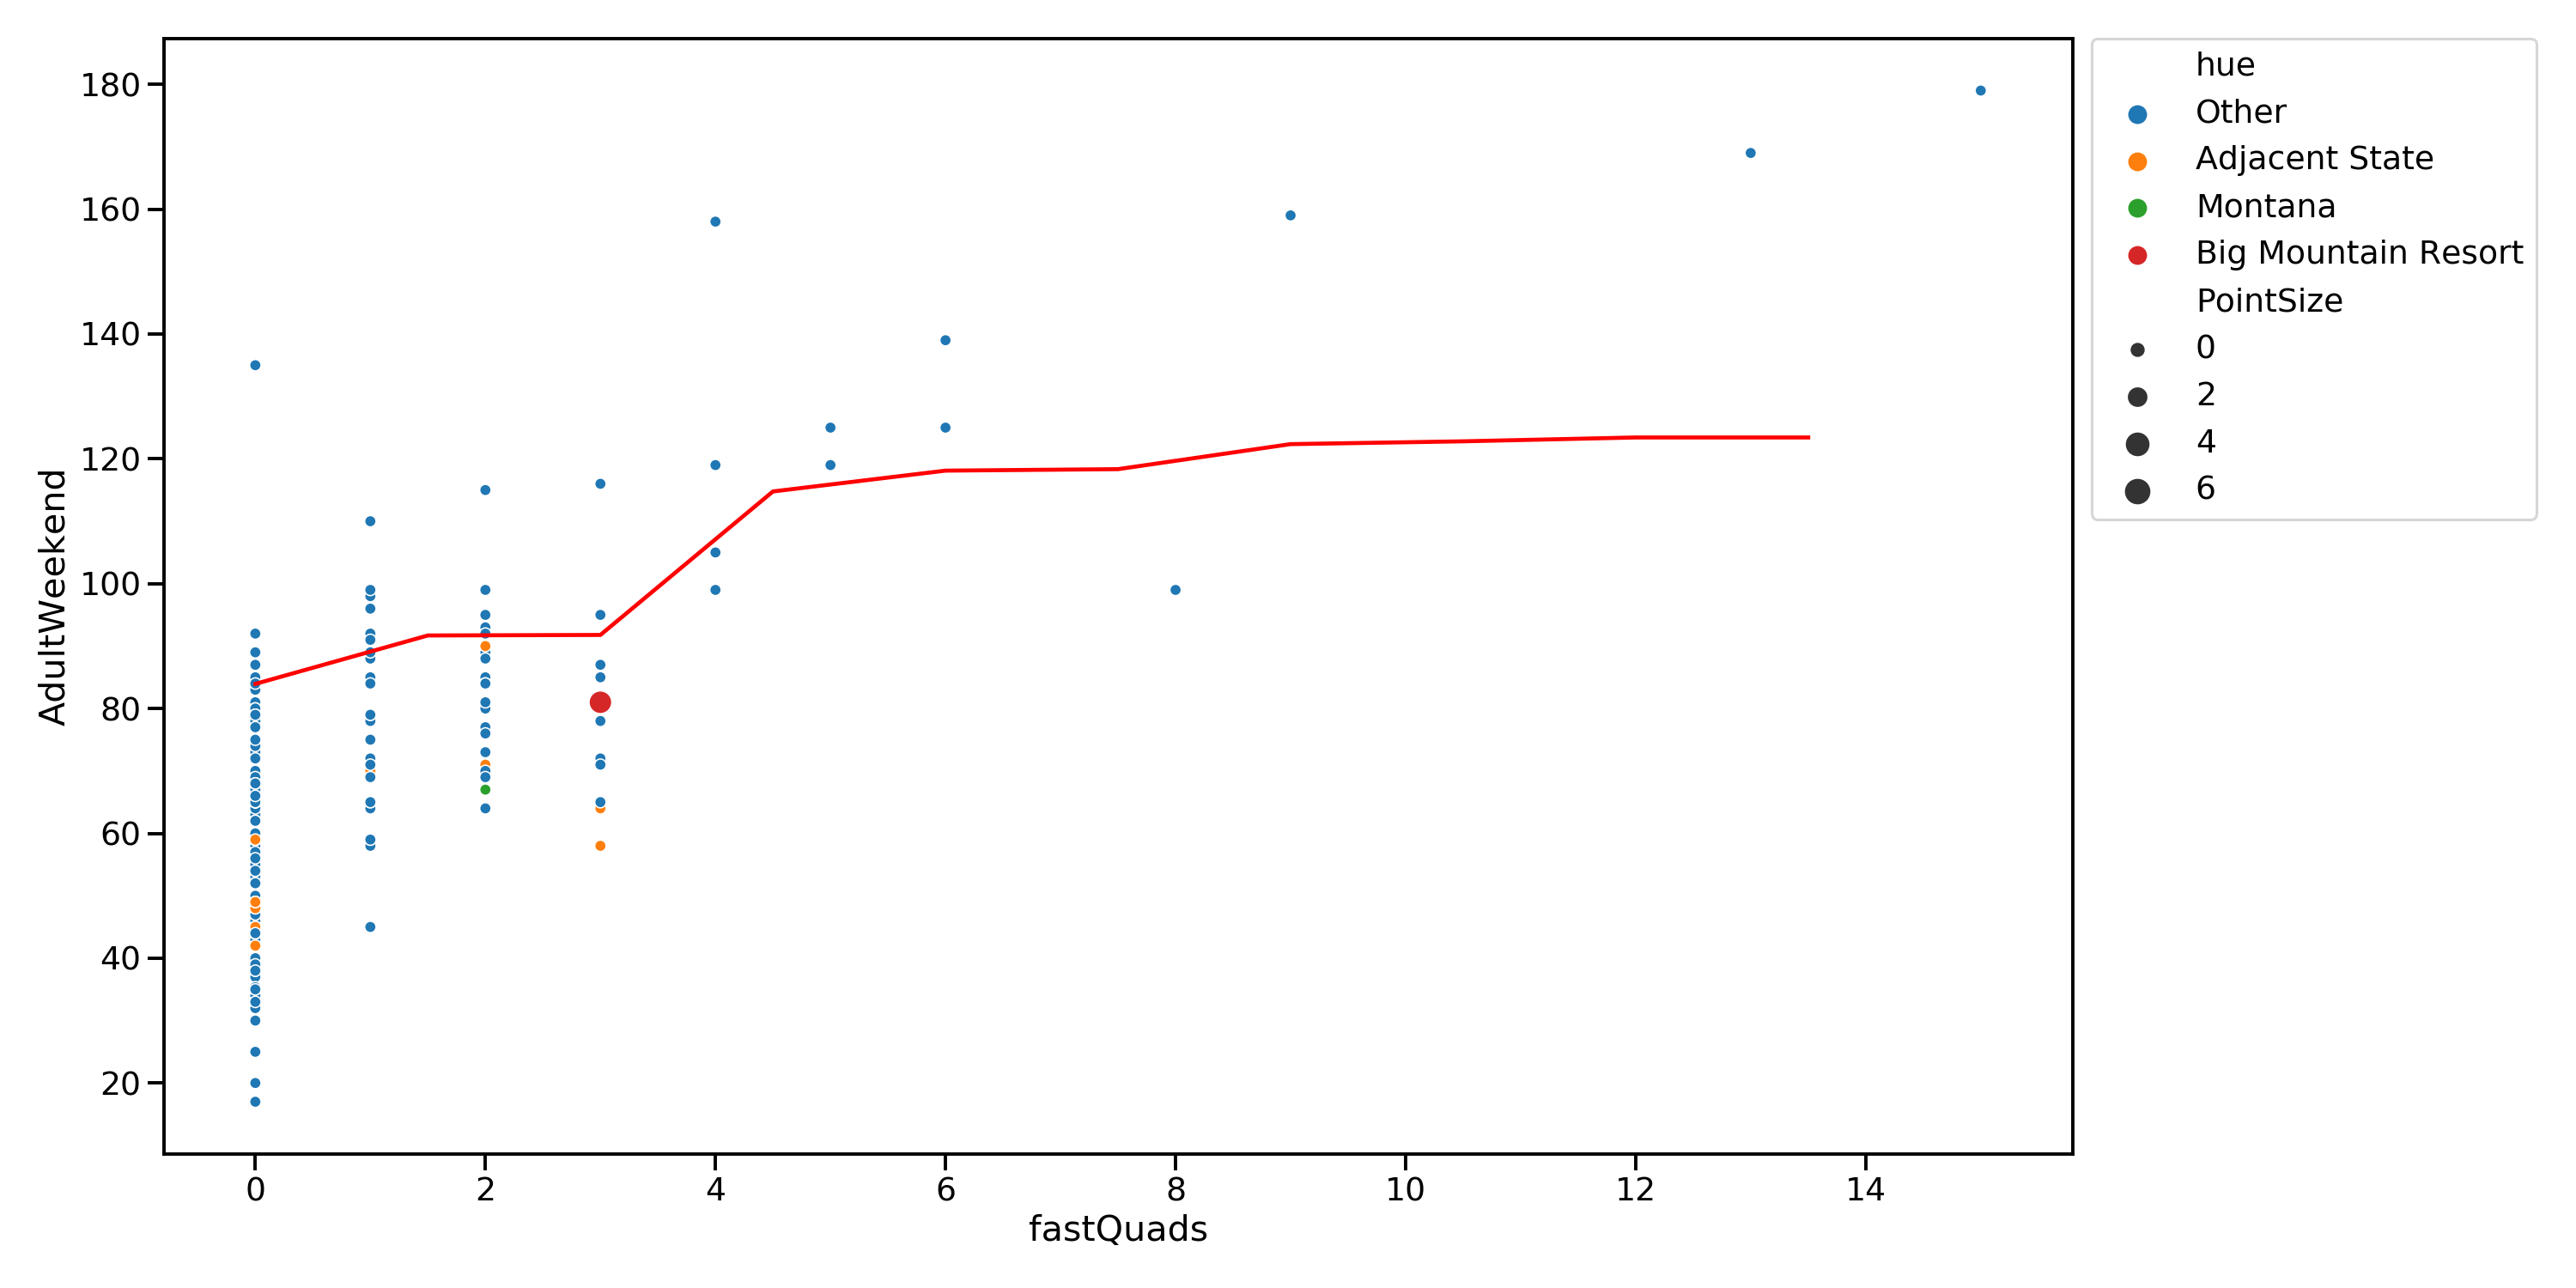 180
160
140
120
100
80
60
40
20
AdultWeekend
0 2 4 6 8 10 12 14
fastQuads
hue
Other
Adjacent State
Montana
Big Mountain Resort
PointSize
0
2
4
6